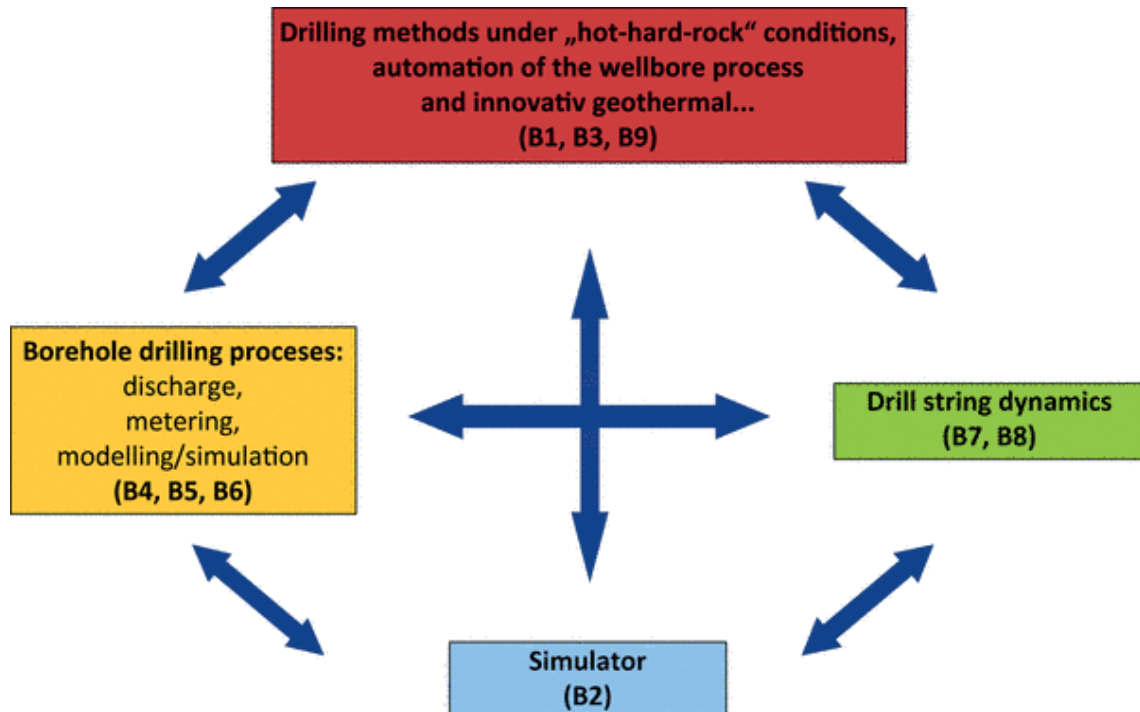 Drilling methods under „hot-hard-rock“ conditions,
automation of the wellbore process
and innovativ geothermal...
(B1, B3, B9)
Borehole drilling proceses:
discharge,
metering,
modelling/simulation
(B4, B5, B6)
Drill string dynamics
(B7, B8)
Simulator
(B2)